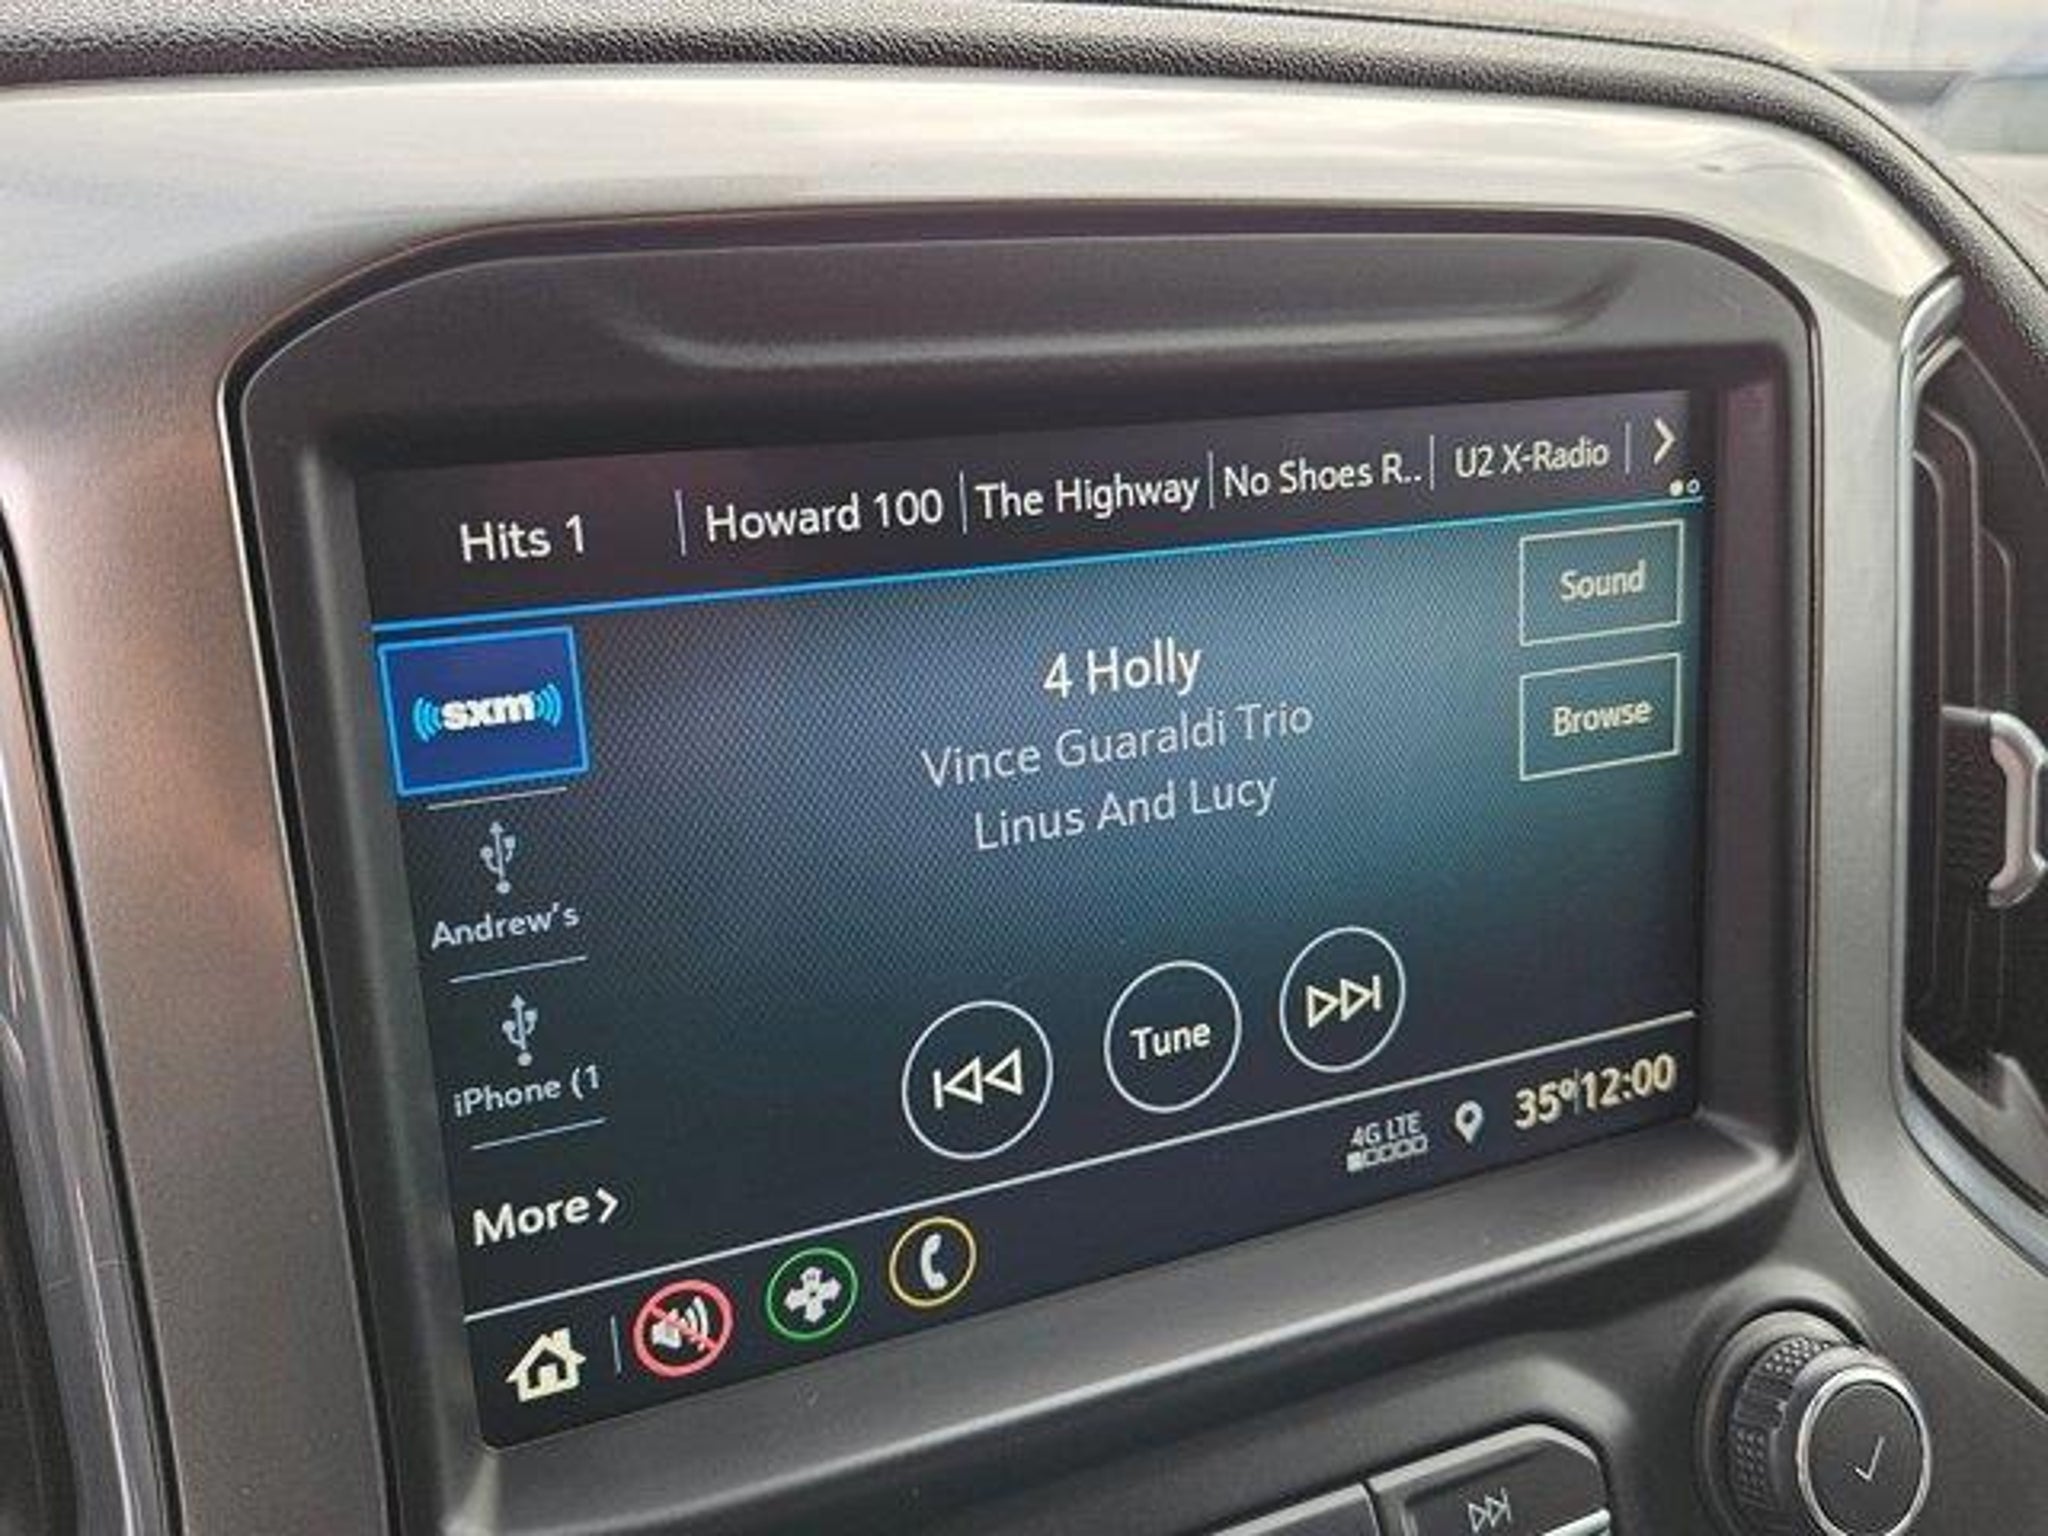 Hits 1
Howard 100
The Highway
No Shoes R..
U2 X-Radio
Sound
Browse
sxm
4 Holly
Vince Guaraldi Trio
Linus And Lucy
Andrew's
iPhone (1
Tune
More
4G LTE
35° 12:00